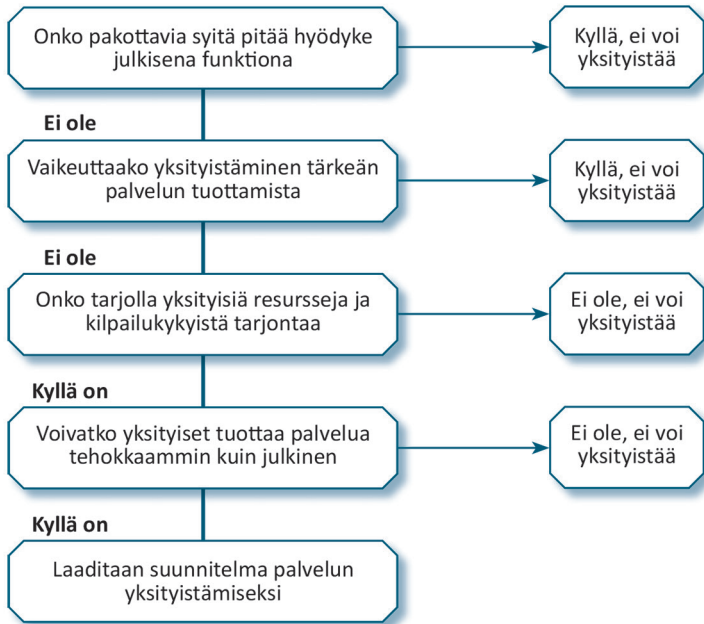 Onko pakottavia syitä pitää hyödyke
julkisena funktiona
Kyllä, ei voi
yksityistää
Ei ole
Vaikeuttaako yksityistäminen tärkeän
palvelun tuottamista
Kyllä, ei voi
yksityistää
Ei ole
Onko tarjolla yksityisiä resursseja ja
kilpailukykyistä tarjontaa
Ei ole, ei voi
yksityistää
Kyllä on
Voivatko yksityiset tuottaa palvelua
tehokkaammin kuin julkinen
Ei ole, ei voi
yksityistää
Kyllä on
Laaditaan suunnitelma palvelun
yksityistämiseksi